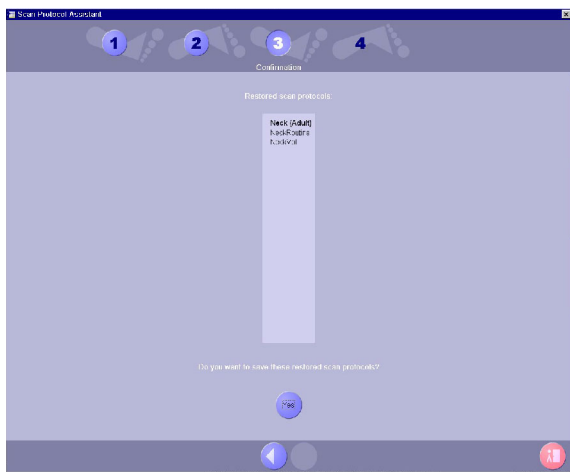 Scan Protocol Assistant
1 2 3 4
Confirmation
Restored scan protocols:
Neck (Adult)
NeckRoutine
NeckVol
Do you want to save these restored scan protocols?
Yes